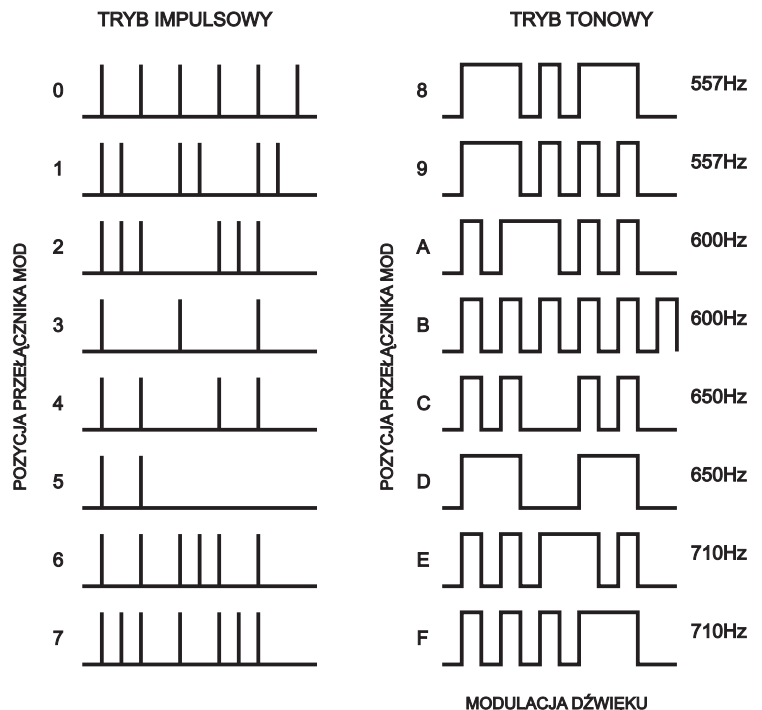 TRYB IMPULSOWY
TRYB TONOWY
POZYCJA PRZEŁĄCZNIKA MOD
0
1
2
3
4
5
6
7
POZYCJA PRZEŁĄCZNIKA MOD
8 557Hz
9 557Hz
A 600Hz
B 600Hz
C 650Hz
D 650Hz
E 710Hz
F 710Hz
MODULACJA DŹWIEKU